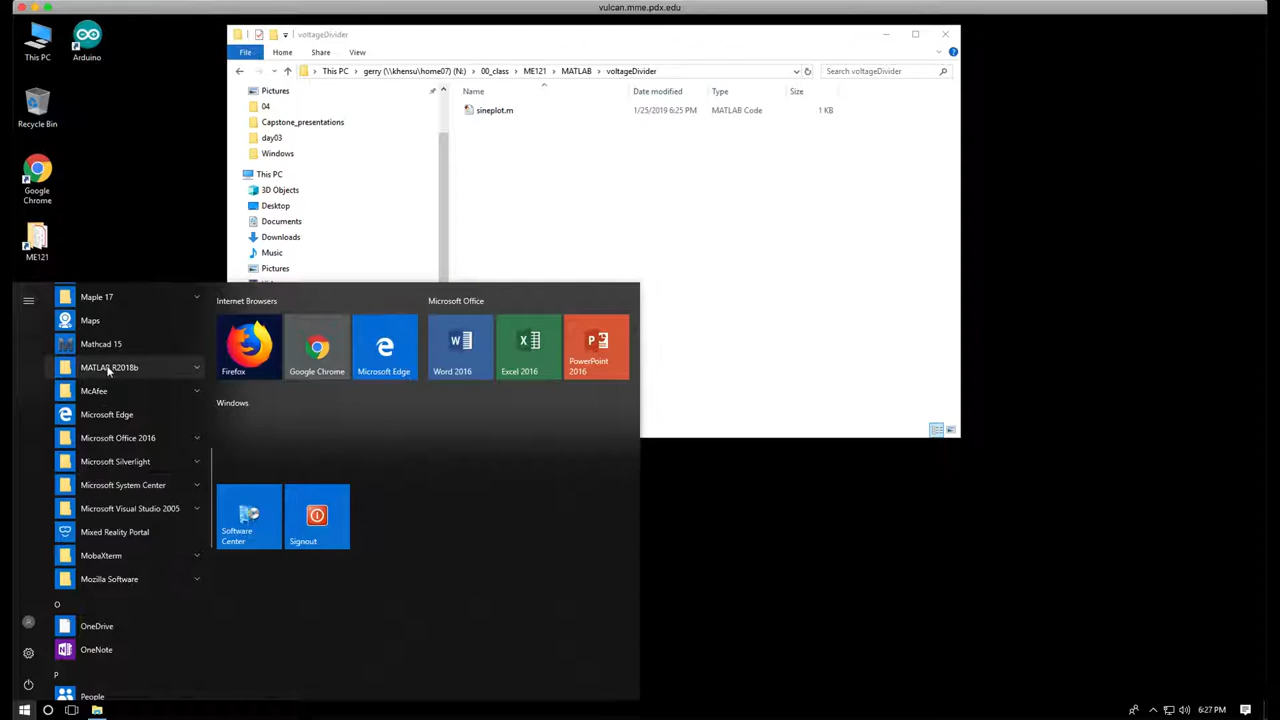 vulcan.mme.pdx.edu
This PC
Arduino
Recycle Bin
Google
Chrome
ME121
voltageDivider
File
Home
Share
View
This PC
gerry (\\khensu\home07) (N:)
00_class
ME121
MATLAB
voltageDivider
Search voltageDivider
Pictures
04
Capstone_presentations
day03
Windows
This PC
3D Objects
Desktop
Documents
Downloads
Music
Pictures
Name
Date modified
Type
Size
sineplot.m
1/25/2019 6:25 PM
MATLAB Code
1 KB
Maple 17
Maps
Mathcad 15
MATLAB R2018b
McAfee
Microsoft Edge
Microsoft Office 2016
Microsoft Silverlight
Microsoft System Center
Microsoft Visual Studio 2005
Mixed Reality Portal
MobaXterm
Mozilla Software
O
OneDrive
OneNote
P
People
Internet Browsers
Firefox
Google Chrome
Microsoft Edge
Microsoft Office
Word 2016
Excel 2016
PowerPoint
2016
Windows
Software
Center
Signout
6:27 PM